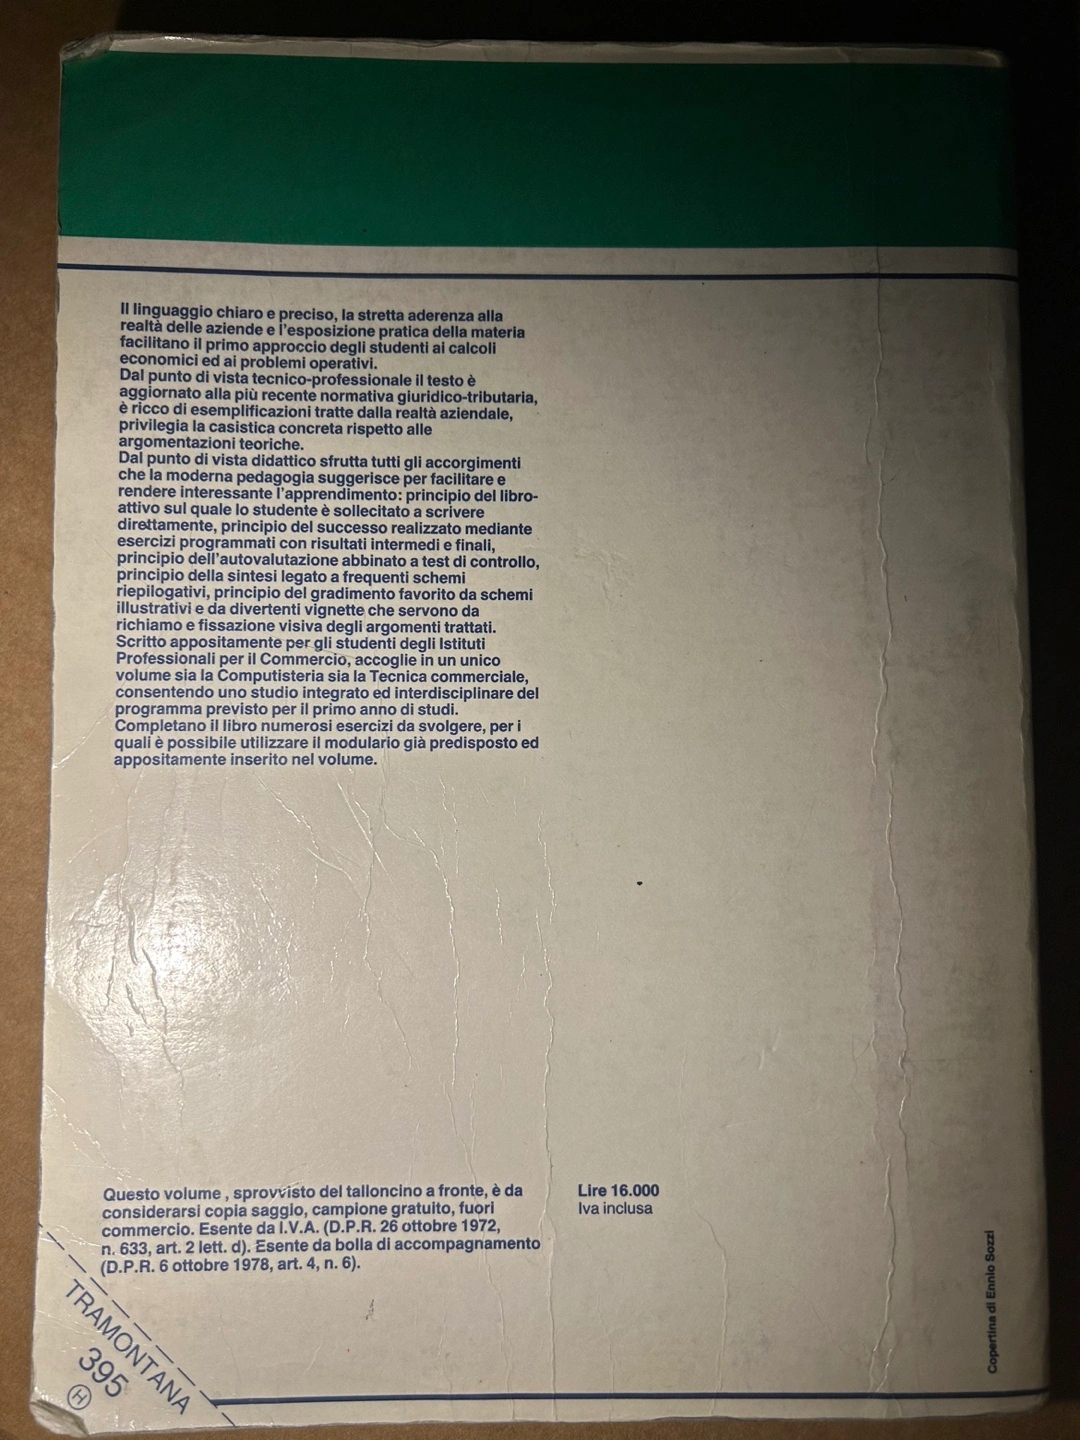 Il linguaggio chiaro e preciso, la stretta aderenza alla
realtà delle aziende e l'esposizione pratica della materia
facilitano il primo approccio degli studenti ai calcoli
economici ed ai problemi operativi.
Dal punto di vista tecnico-professionale il testo è
aggiornato alla più recente normativa giuridico-tributaria,
è ricco di esemplificazioni tratte dalla realtà aziendale,
privilegia la casistica concreta rispetto alle
argomentazioni teoriche.
Dal punto di vista didattico sfrutta tutti gli accorgimenti
che la moderna pedagogia suggerisce per facilitare e
rendere interessante l'apprendimento: principio del libro-
attivo sul quale lo studente è sollecitato a scrivere
direttamente, principio del successo realizzato mediante
esercizi programmati con risultati intermedi e finali,
principio dell'autovalutazione abbinato a test di controllo,
principio della sintesi legato a frequenti schemi
riepilogativi, principio del gradimento favorito da schemi
illustrativi e da divertenti vignette che servono da
richiamo e fissazione visiva degli argomenti trattati.
Scritto appositamente per gli studenti degli Istituti
Professionali per il Commercio, accoglie in un unico
volume sia la Computisteria sia la Tecnica commerciale,
consentendo uno studio integrato ed interdisciplinare del
programma previsto per il primo anno di studi.
Completano il libro numerosi esercizi da svolgere, per i
quali è possibile utilizzare il modulario già predisposto ed
appositamente inserito nel volume.
Questo volume , sprovvisto del talloncino a fronte, è da
considerarsi copia saggio, campione gratuito, fuori
commercio. Esente da I.V.A. (D.P.R. 26 ottobre 1972,
n. 633, art. 2 lett. d). Esente da bolla di accompagnamento
(D.P.R. 6 ottobre 1978, art. 4, n. 6).
Lire 16.000
Iva inclusa
TRAMONTANA
395
H
Copertina di Ennio Sozzi